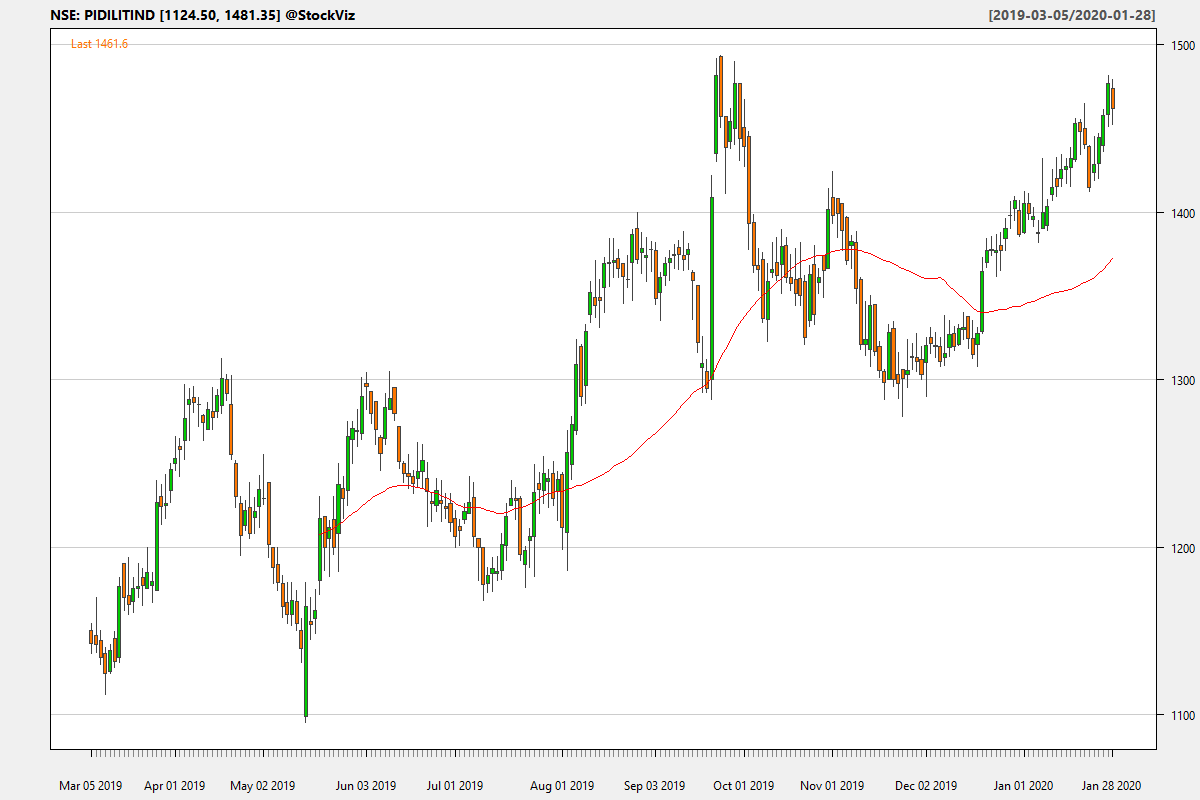 NSE: PIDILITIND [1124.50, 1481.35] @StockViz [2019-03-05/2020-01-28]
Last 1461.6
1500
1400
1300
1200
1100
Mar 05 2019 Apr 01 2019 May 02 2019 Jun 03 2019 Jul 01 2019 Aug 01 2019 Sep 03 2019 Oct 01 2019 Nov 01 2019 Dec 02 2019 Jan 01 2020 Jan 28 2020